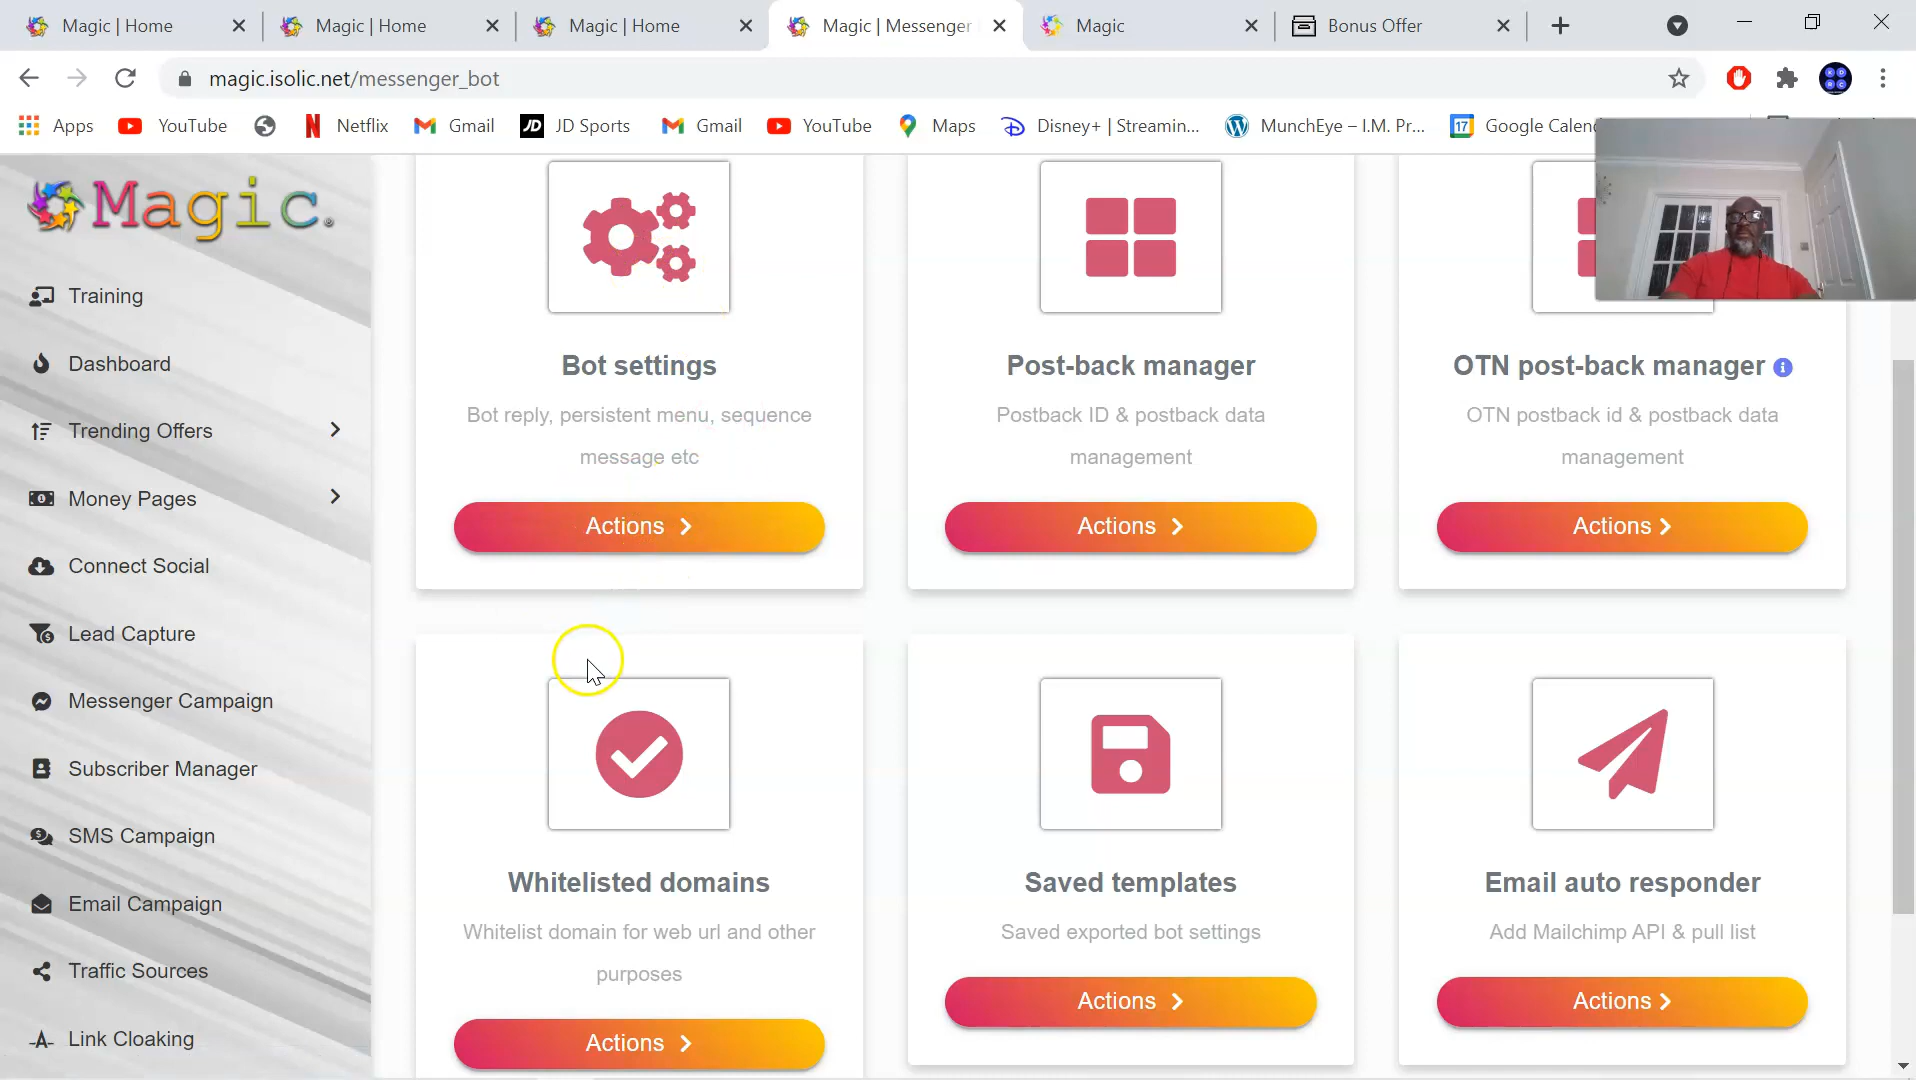 Magic | Home
Magic | Home
Magic | Home
Magic | Messenger
Magic
Bonus Offer
magic.isolic.net/messenger_bot
Apps
YouTube
Netflix
JD
JD Sports
Gmail
Gmail
YouTube
Maps
Disney+ | Streamin...
MunchEye – I.M. Pr...
17
Google Calen
Magic.
Training
Dashboard
Trending Offers
Money Pages
Connect Social
Lead Capture
Messenger Campaign
Subscriber Manager
SMS Campaign
Email Campaign
Traffic Sources
Link Cloaking
Bot settings
Bot reply, persistent menu, sequence
message etc
Actions
Post-back manager
Postback ID & postback data
management
Actions
OTN post-back manager
OTN postback id & postback data
management
Actions
Whitelisted domains
Whitelist domain for web url and other
purposes
Actions
Saved templates
Saved exported bot settings
Actions
Email auto responder
Add Mailchimp API & pull list
Actions